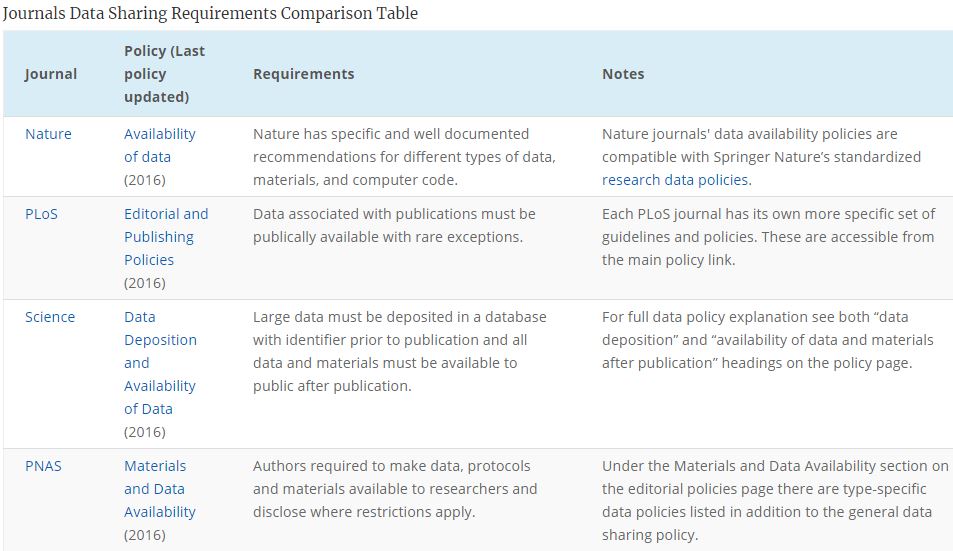 Journals Data Sharing Requirements Comparison Table
Journal
Policy (Last
policy
updated)
Requirements
Notes
Nature
Availability
of data
(2016)
Nature has specific and well documented
recommendations for different types of data,
materials, and computer code.
Nature journals' data availability policies are
compatible with Springer Nature’s standardized
research data policies.
PLoS
Editorial and
Publishing
Policies
(2016)
Data associated with publications must be
publically available with rare exceptions.
Each PLoS journal has its own more specific set of
guidelines and policies. These are accessible from
the main policy link.
Science
Data
Deposition
and
Availability
of Data
(2016)
Large data must be deposited in a database
with identifier prior to publication and all
data and materials must be available to
public after publication.
For full data policy explanation see both “data
deposition” and “availability of data and materials
after publication” headings on the policy page.
PNAS
Materials
and Data
Availability
(2016)
Authors required to make data, protocols
and materials available to researchers and
disclose where restrictions apply.
Under the Materials and Data Availability section on
the editorial policies page there are type-specific
data policies listed in addition to the general data
sharing policy.